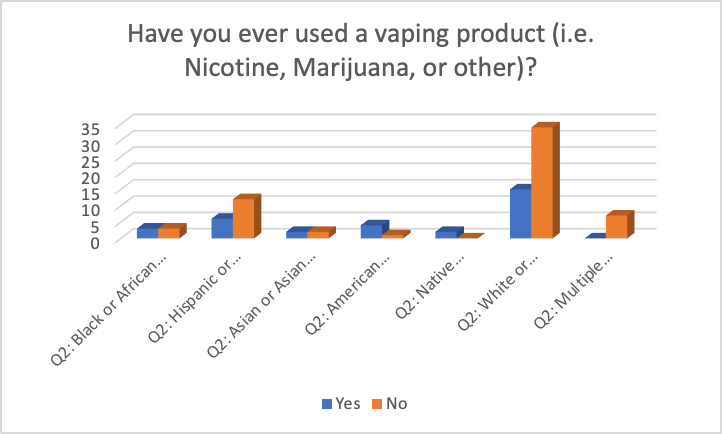 Have you ever used a vaping product (i.e.
Nicotine, Marijuana, or other)?
35
30
25
20
15
10
5
0
Q2: Black or African...
Q2: Hispanic or...
Q2: Asian or Asian...
Q2: American...
Q2: Native...
Q2: White or...
Q2: Multiple...
Yes No